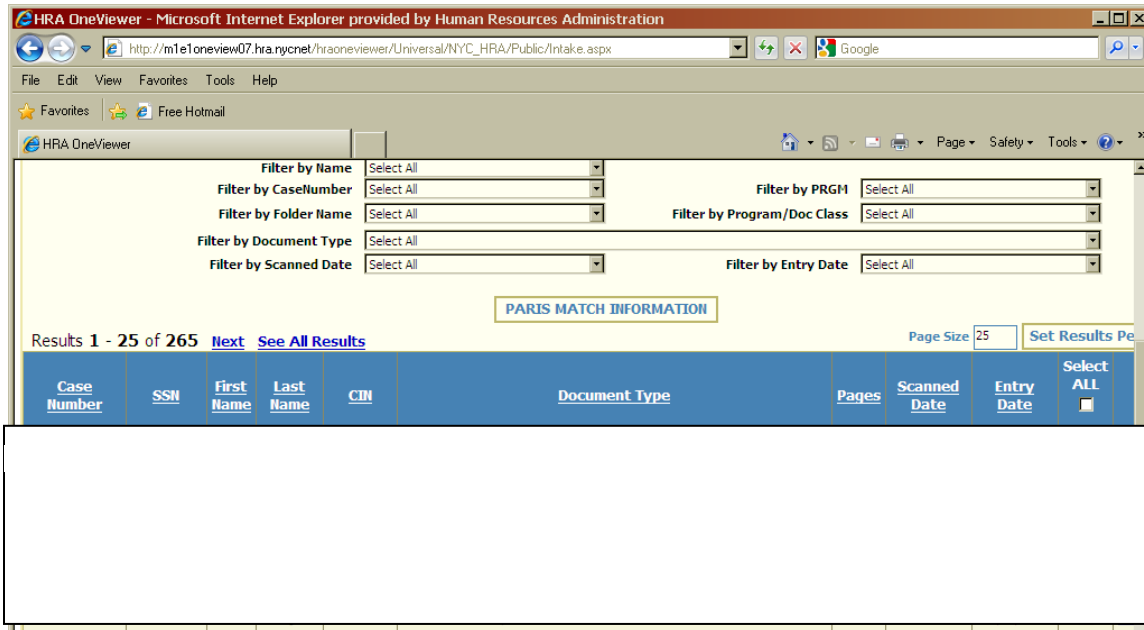 HRA OneViewer - Microsoft Internet Explorer provided by Human Resources Administration
http://m1e1oneview07.hra.nycnet/hraoneviewer/Universal/NYC_HRA/Public/Intake.aspx
Google
File Edit View Favorites Tools Help
Favorites Free Hotmail
HRA OneViewer Page Safety Tools
Filter by Name Select All
Filter by CaseNumber Select All Filter by PRGM Select All
Filter by Folder Name Select All Filter by Program/Doc Class Select All
Filter by Document Type Select All
Filter by Scanned Date Select All Filter by Entry Date Select All
PARIS MATCH INFORMATION
Results 1 - 25 of 265 Next See All Results Page Size 25 Set Results Pe
Case Number SSN First Name Last Name CIN Document Type Pages Scanned Date Entry Date Select ALL